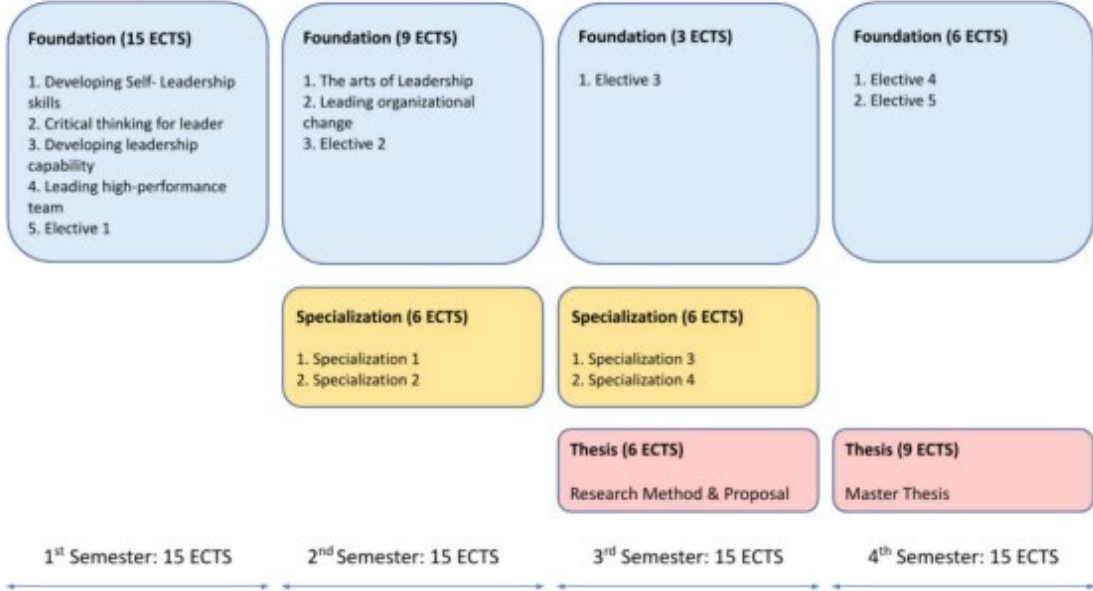 Foundation (15 ECTS)
1. Developing Self- Leadership
skills
2. Critical thinking for leader
3. Developing leadership
capability
4. Leading high-performance
team
5. Elective 1
Foundation (9 ECTS)
1. The arts of Leadership
2. Leading organizational
change
3. Elective 2
Foundation (3 ECTS)
1. Elective 3
Foundation (6 ECTS)
1. Elective 4
2. Elective 5
Specialization (6 ECTS)
1. Specialization 1
2. Specialization 2
Specialization (6 ECTS)
1. Specialization 3
2. Specialization 4
Thesis (6 ECTS)
Research Method & Proposal
Thesis (9 ECTS)
Master Thesis
1st Semester: 15 ECTS
2nd Semester: 15 ECTS
3rd Semester: 15 ECTS
4th Semester: 15 ECTS